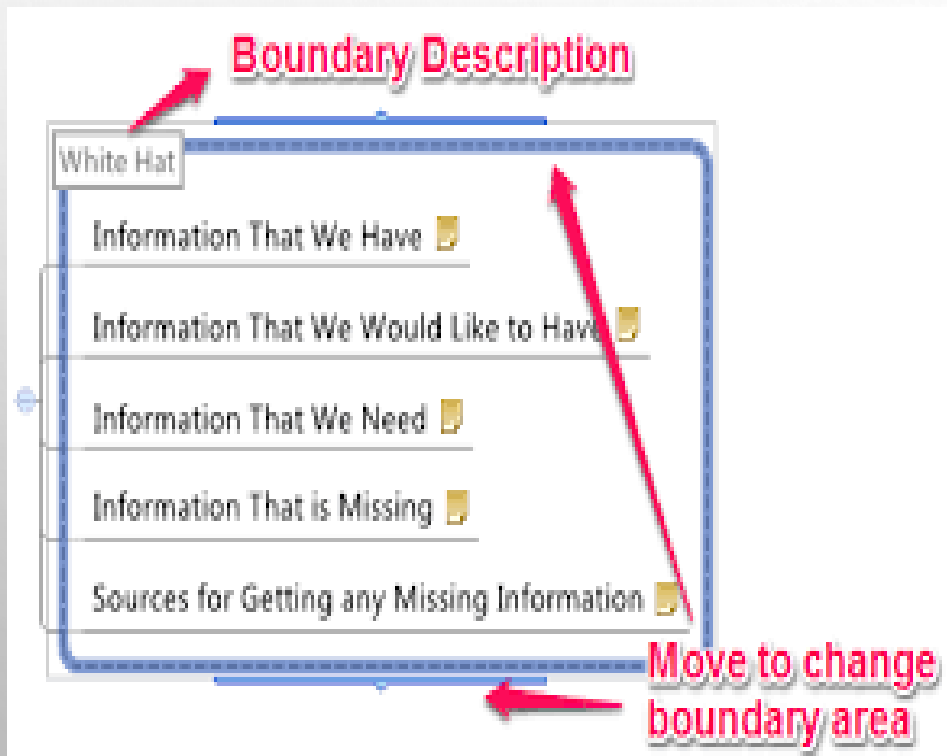 Boundary Description
White Hat
Information That We Have
Information That We Would Like to Have
Information That We Need
Information That is Missing
Sources for Getting any Missing Information
Move to change
boundary area